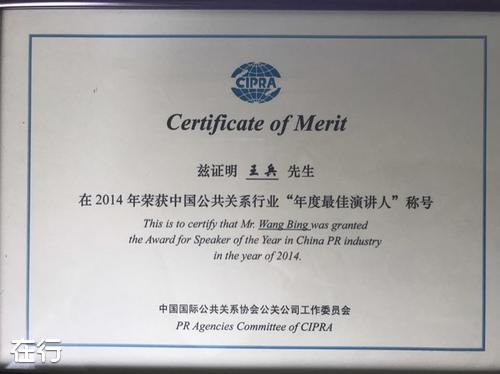 CIPRA
Certificate of Merit
兹证明 王兵 先生
在2014年荣获中国公共关系行业“年度最佳演讲人”称号
This is to certify that Mr. Wang Bing was granted
the Award for Speaker of the Year in China PR industry
in the year of 2014.
中国国际公共关系协会公关公司工作委员会
PR Agencies Committee of CIPRA
在行